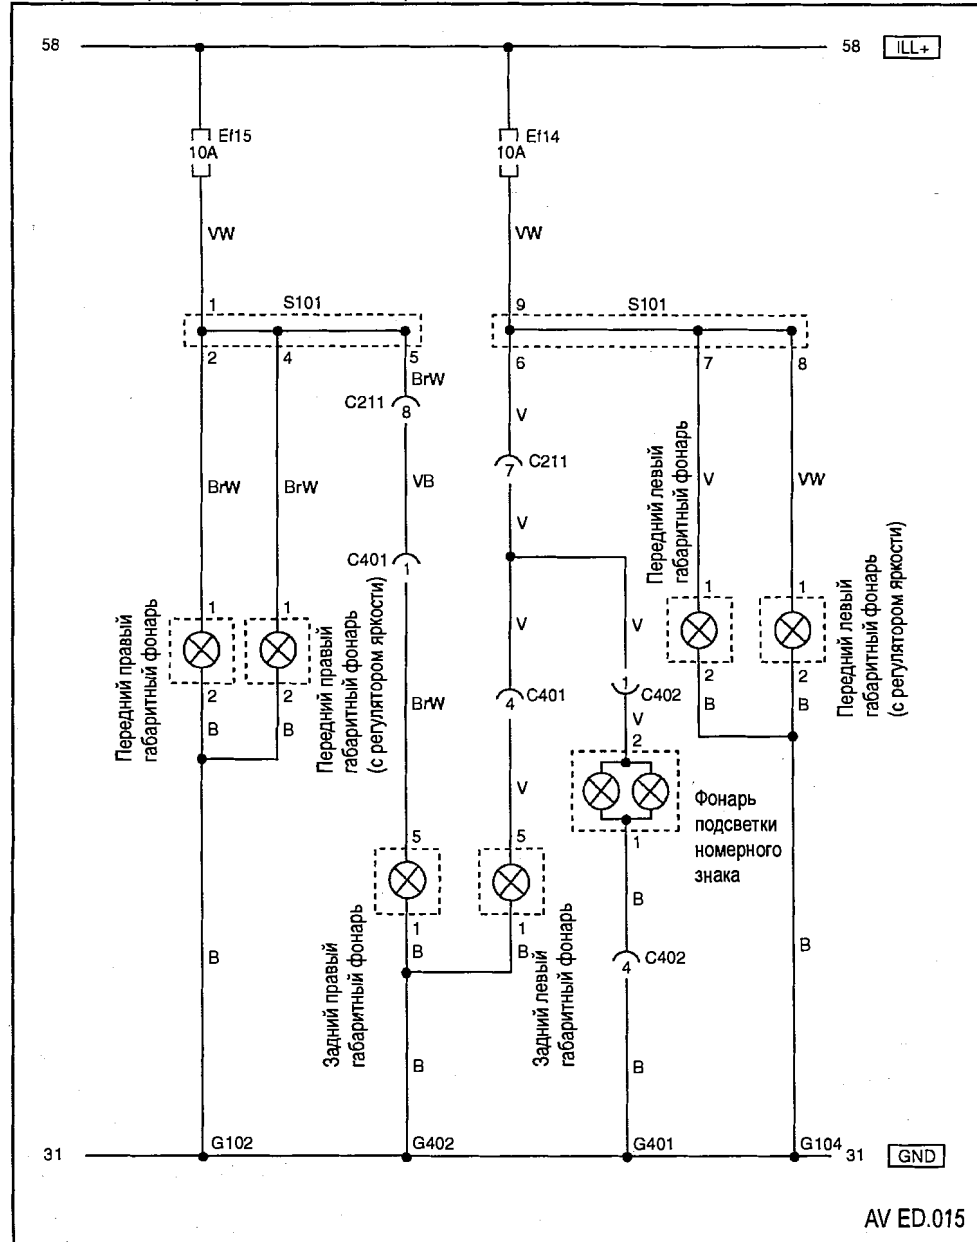 58
58 ILL+
Ef15
10A
Ef14
10A
VW
VW
1
S101
9
S101
2
4
5
6
7
8
BrW
C211
8
V
7
C211
BrW
BrW
VB
V
V
VW
C401
1
Передний левый
габаритный фонарь
Передний левый
габаритный фонарь
(с регулятором яркости)
1
1
1
1
2
2
2
2
B
B
B
B
Передний правый
габаритный фонарь
Передний правый
габаритный фонарь
(с регулятором яркости)
BrW
V
V
4
C401
1
C402
V
2
V
Фонарь
подсветки
номерного
знака
1
5
5
1
1
B
B
B
B
B
4
C402
Задний правый
габаритный фонарь
Задний левый
габаритный фонарь
B
B
31
G102
G402
G401
G104
31 GND
AV ED.015